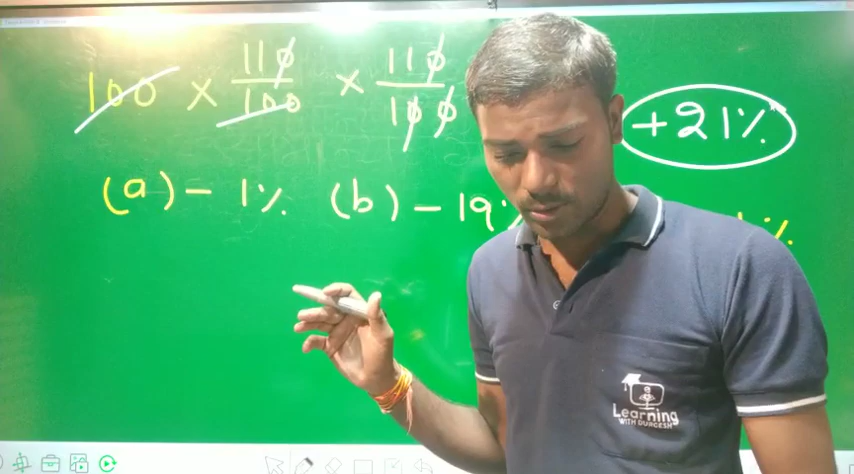 100 × 110/100 × 110/100
+21%
(a) - 1% (b) - 19%
Learning
WITH DURGESH